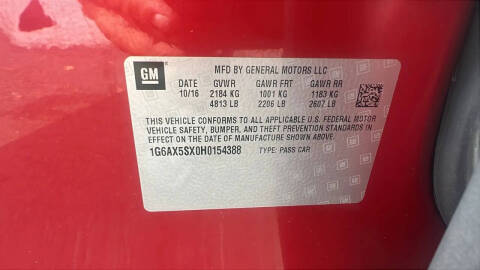 GM
MFD BY GENERAL MOTORS LLC
DATE GVWR GAWR FRT GAWR RR
10/16 2184 KG 1001 KG 1183 KG
4813 LB 2206 LB 2607 LB
THIS VEHICLE CONFORMS TO ALL APPLICABLE U.S. FEDERAL MOTOR
VEHICLE SAFETY, BUMPER, AND THEFT PREVENTION STANDARDS IN
EFFECT ON THE DATE OF MANUFACTURE SHOWN ABOVE.
1G6AX5SX0H0154388 TYPE: PASS CAR